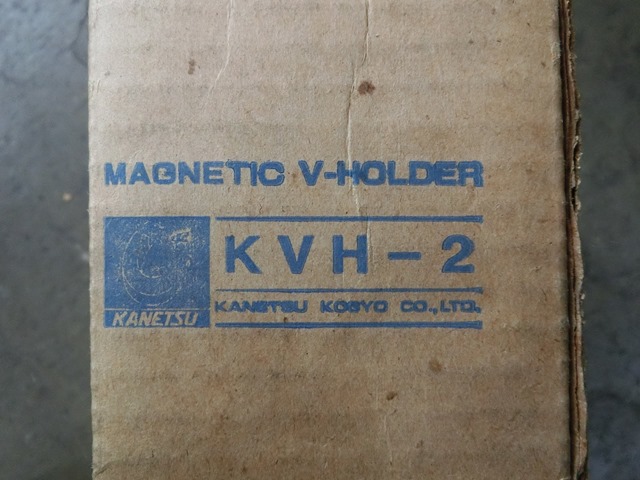 MAGNETIC V-HOLDER
KVH-2
KANETSU
KANETSU KOGYO CO.,LTD.